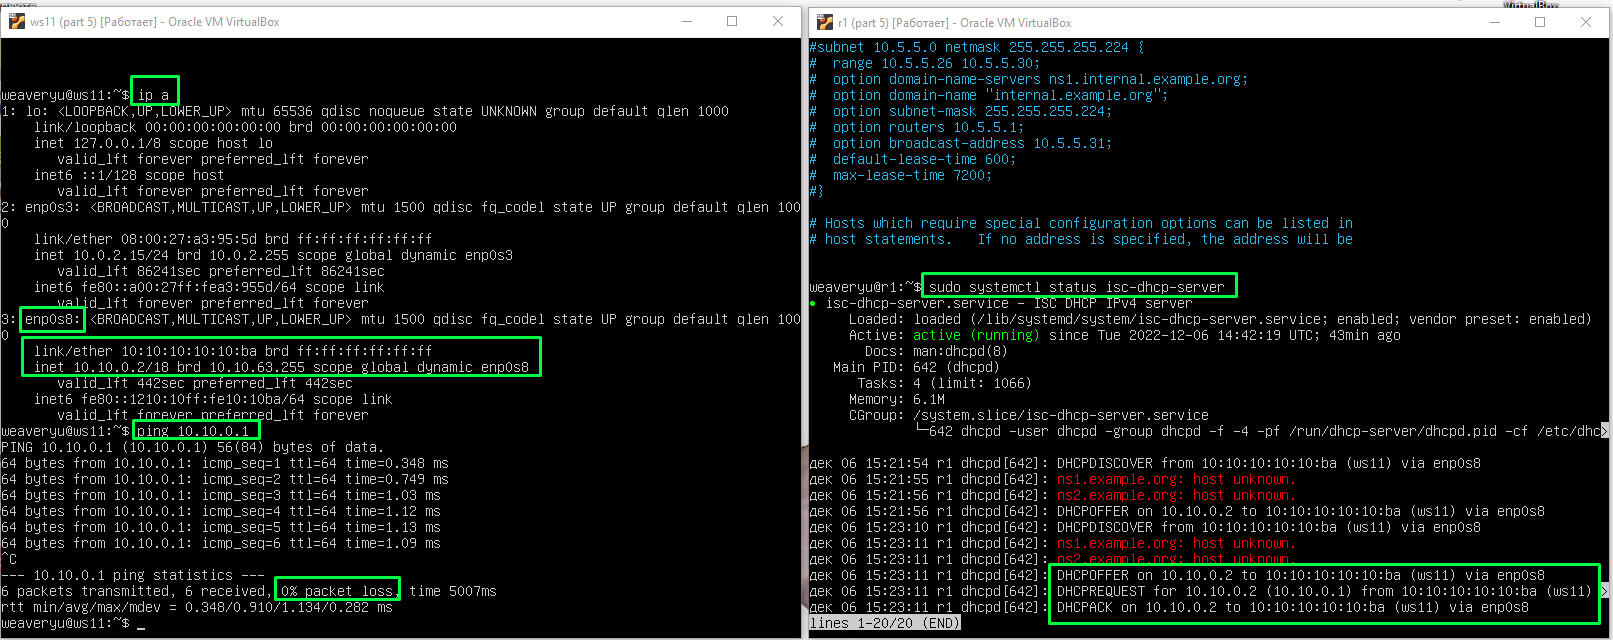 ws11 (part 5) [Работает] - Oracle VM VirtualBox
weaveryu@ws11:~$ ip a
1: lo: <LOOPBACK,UP,LOWER_UP> mtu 65536 qdisc noqueue state UNKNOWN group default qlen 1000
link/loopback 00:00:00:00:00:00 brd 00:00:00:00:00:00
inet 127.0.0.1/8 scope host lo
valid_lft forever preferred_lft forever
inet6 ::1/128 scope host
valid_lft forever preferred_lft forever
2: enp0s3: <BROADCAST,MULTICAST,UP,LOWER_UP> mtu 1500 qdisc fq_codel state UP group default qlen 100
0
link/ether 08:00:27:a3:95:5d brd ff:ff:ff:ff:ff:ff
inet 10.0.2.15/24 brd 10.0.2.255 scope global dynamic enp0s3
valid_lft 86241sec preferred_lft 86241sec
inet6 fe80::a00:27ff:fea3:955d/64 scope link
valid_lft forever preferred_lft forever
3: enp0s8: <BROADCAST,MULTICAST,UP,LOWER_UP> mtu 1500 qdisc fq_codel state UP group default qlen 100
0
link/ether 10:10:10:10:10:ba brd ff:ff:ff:ff:ff:ff
inet 10.10.0.2/18 brd 10.10.63.255 scope global dynamic enp0s8
valid_lft 442sec preferred_lft 442sec
inet6 fe80::1210:10ff:fe10:10ba/64 scope link
valid_lft forever preferred_lft forever
weaveryu@ws11:~$ ping 10.10.0.1
PING 10.10.0.1 (10.10.0.1) 56(84) bytes of data.
64 bytes from 10.10.0.1: icmp_seq=1 ttl=64 time=0.348 ms
64 bytes from 10.10.0.1: icmp_seq=2 ttl=64 time=0.749 ms
64 bytes from 10.10.0.1: icmp_seq=3 ttl=64 time=1.03 ms
64 bytes from 10.10.0.1: icmp_seq=4 ttl=64 time=1.12 ms
64 bytes from 10.10.0.1: icmp_seq=5 ttl=64 time=1.13 ms
64 bytes from 10.10.0.1: icmp_seq=6 ttl=64 time=1.09 ms
^C
--- 10.10.0.1 ping statistics ---
6 packets transmitted, 6 received, 0% packet loss, time 5007ms
rtt min/avg/max/mdev = 0.348/0.910/1.134/0.282 ms
weaveryu@ws11:~$ _
VirtualBox
r1 (part 5) [Работает] - Oracle VM VirtualBox
#subnet 10.5.5.0 netmask 255.255.255.224 {
#  range 10.5.5.26 10.5.5.30;
#  option domain-name-servers ns1.internal.example.org;
#  option domain-name "internal.example.org";
#  option subnet-mask 255.255.255.224;
#  option routers 10.5.5.1;
#  option broadcast-address 10.5.5.31;
#  default-lease-time 600;
#  max-lease-time 7200;
#}
# Hosts which require special configuration options can be listed in
# host statements.   If no address is specified, the address will be
weaveryu@r1:~$ sudo systemctl status isc-dhcp-server
● isc-dhcp-server.service - ISC DHCP IPv4 server
Loaded: loaded (/lib/systemd/system/isc-dhcp-server.service; enabled; vendor preset: enabled)
Active: active (running) since Tue 2022-12-06 14:42:19 UTC; 43min ago
Docs: man:dhcpd(8)
Main PID: 642 (dhcpd)
Tasks: 4 (limit: 1066)
Memory: 6.1M
CGroup: /system.slice/isc-dhcp-server.service
└─642 dhcpd -user dhcpd -group dhcpd -f -4 -pf /run/dhcp-server/dhcpd.pid -cf /etc/dhc>
дек 06 15:21:54 r1 dhcpd[642]: DHCPDISCOVER from 10:10:10:10:10:ba (ws11) via enp0s8
дек 06 15:21:55 r1 dhcpd[642]: ns1.example.org: host unknown.
дек 06 15:21:56 r1 dhcpd[642]: ns2.example.org: host unknown.
дек 06 15:21:56 r1 dhcpd[642]: DHCPOFFER on 10.10.0.2 to 10:10:10:10:10:ba (ws11) via enp0s8
дек 06 15:23:10 r1 dhcpd[642]: DHCPDISCOVER from 10:10:10:10:10:ba (ws11) via enp0s8
дек 06 15:23:11 r1 dhcpd[642]: ns1.example.org: host unknown.
дек 06 15:23:11 r1 dhcpd[642]: ns2.example.org: host unknown.
дек 06 15:23:11 r1 dhcpd[642]: DHCPOFFER on 10.10.0.2 to 10:10:10:10:10:ba (ws11) via enp0s8
дек 06 15:23:11 r1 dhcpd[642]: DHCPREQUEST for 10.10.0.2 (10.10.0.1) from 10:10:10:10:10:ba (ws11) >
дек 06 15:23:11 r1 dhcpd[642]: DHCPACK on 10.10.0.2 to 10:10:10:10:10:ba (ws11) via enp0s8
lines 1-20/20 (END)